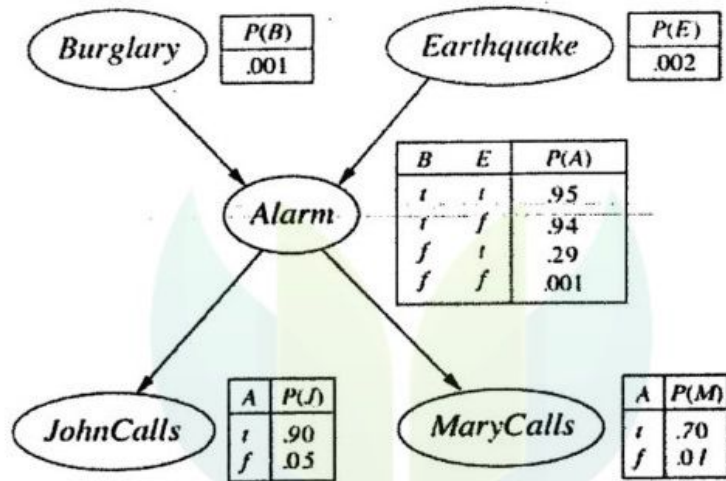 Burglary
P(B)
.001
Earthquake
P(E)
.002
Alarm
B E P(A)
t t .95
t f .94
f t .29
f f .001
JohnCalls
A P(J)
t .90
f .05
MaryCalls
A P(M)
t .70
f .01